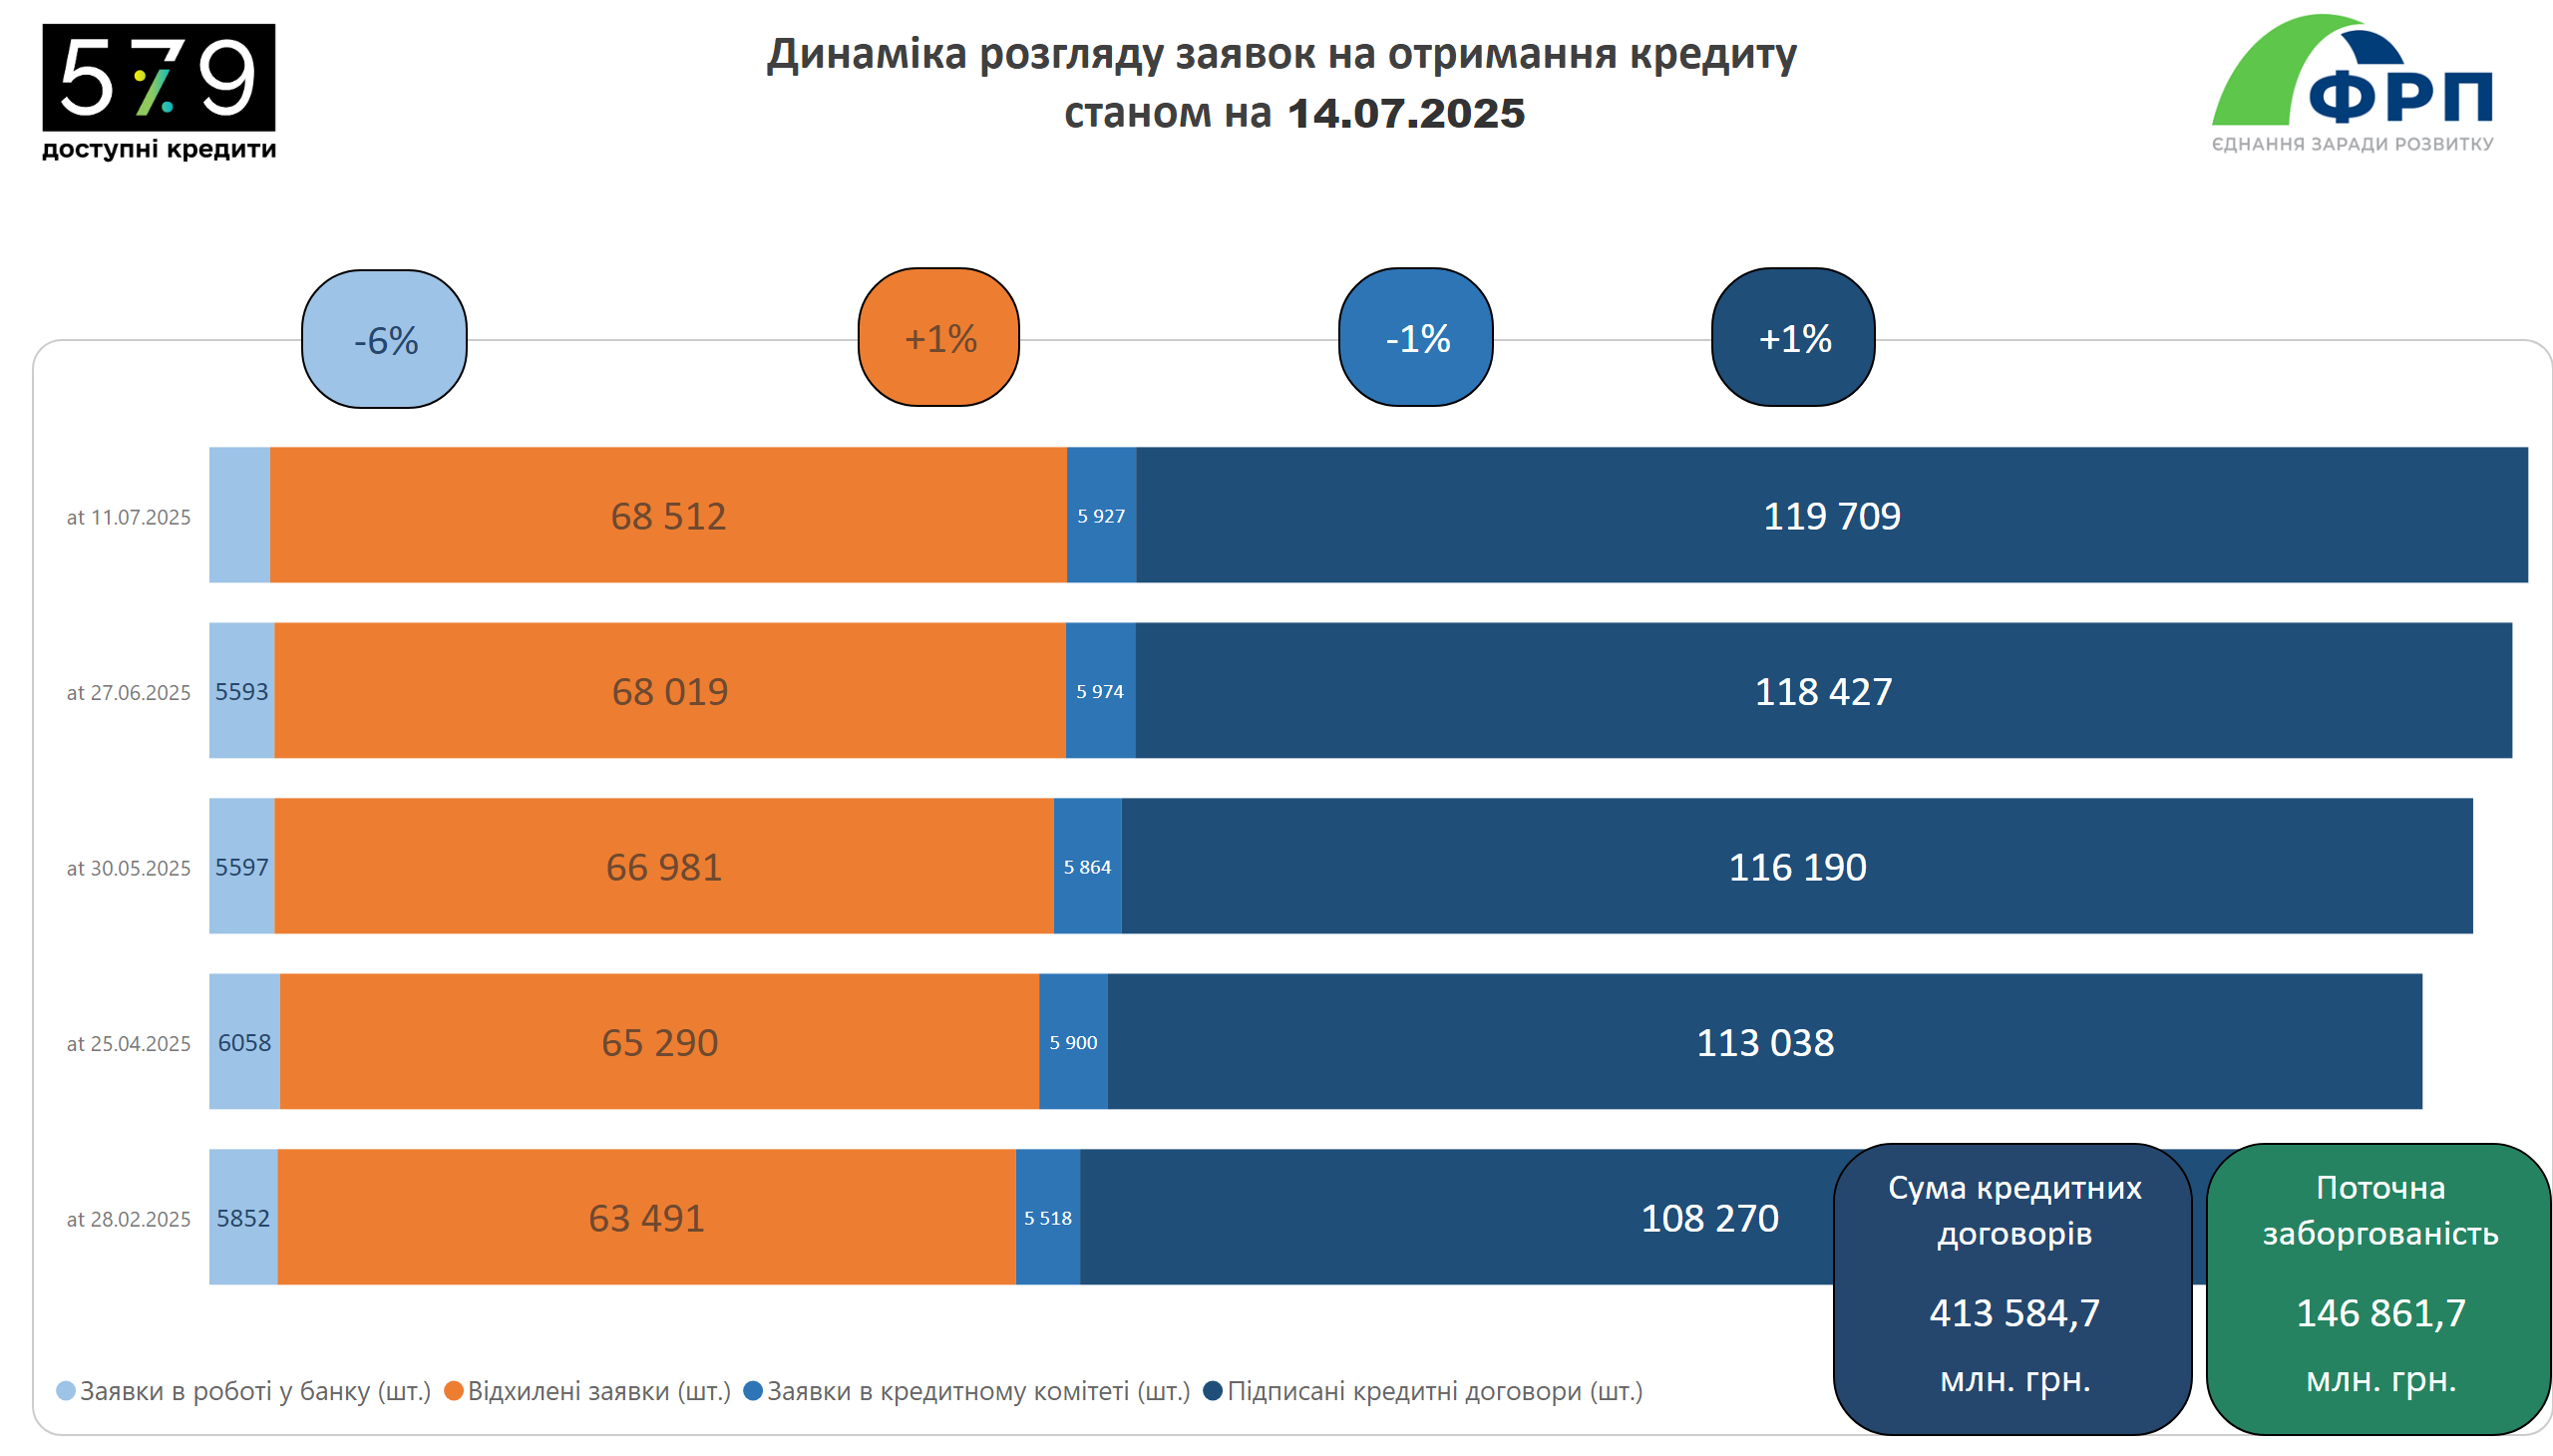 5%9
доступні кредити
Динаміка розгляду заявок на отримання кредиту
станом на 14.07.2025
ФРП
ЄДНАННЯ ЗАРАДИ РОЗВИТКУ
-6%
+1%
-1%
+1%
at 11.07.2025
68 512
5 927
119 709
at 27.06.2025
5593
68 019
5 974
118 427
at 30.05.2025
5597
66 981
5 864
116 190
at 25.04.2025
6058
65 290
5 900
113 038
at 28.02.2025
5852
63 491
5 518
108 270
Сума кредитних
договорів
413 584,7
млн. грн.
Поточна
заборгованість
146 861,7
млн. грн.
Заявки в роботі у банку (шт.) Відхилені заявки (шт.) Заявки в кредитному комітеті (шт.) Підписані кредитні договори (шт.)